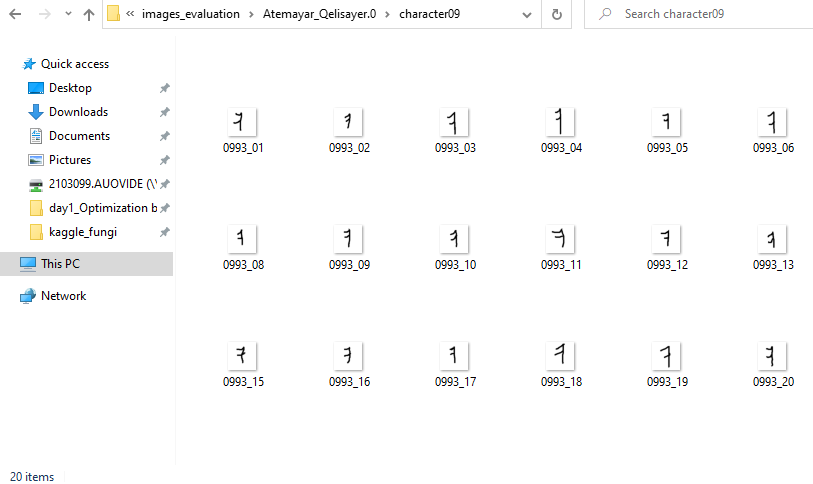 « images_evaluation > Atemayar_Qelisayer.0 > character09
Search character09
Quick access
Desktop
Downloads
Documents
Pictures
2103099.AUOVIDE (\\
day1_Optimization b
kaggle_fungi
This PC
Network
0993_01 0993_02 0993_03 0993_04 0993_05 0993_06
0993_08 0993_09 0993_10 0993_11 0993_12 0993_13
0993_15 0993_16 0993_17 0993_18 0993_19 0993_20
20 items